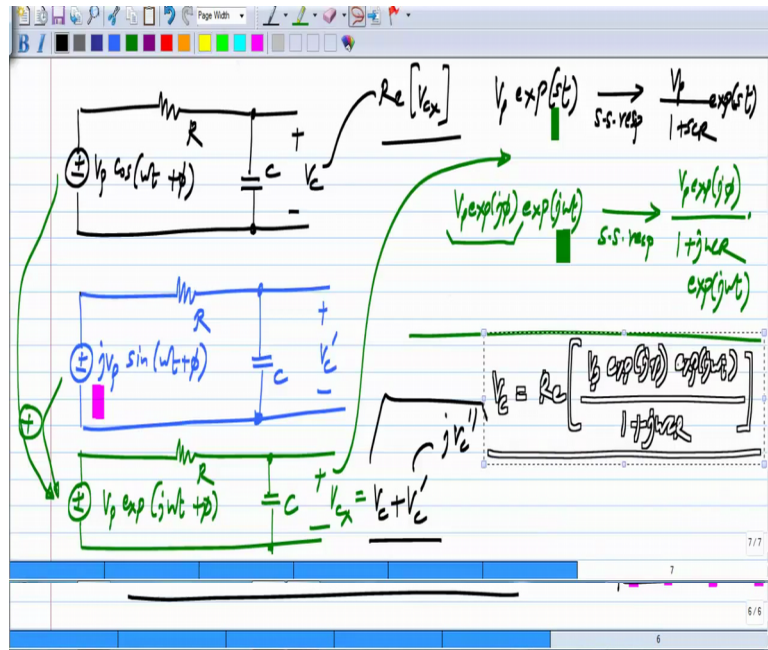 Page Width
B I
Re[Vcx]
Vp exp(st) → s.s.resp Vp/(1+sCR) exp(st)
R
Vp cos(ωt+φ)
+
C Vc
-
Vp exp(jφ) exp(jωt) → s.s.resp Vp exp(jφ)/(1+jωCR) . exp(jωt)
R
jVp sin(ωt+φ)
+
C Vc'
-
Vc = Re[Vp exp(jφ) exp(jωt)/(1+jωCR)]
+
jVc''
R
Vp exp(jωt+φ)
+
C Vcx = Vc+Vc'
-
7/7
7
6/6
6